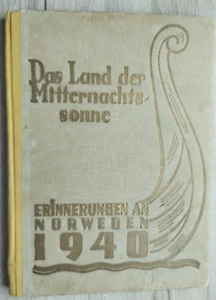 Das Land der
Mitternachts-
sonne
ERINNERUNGEN AN
NORWEGEN
1940